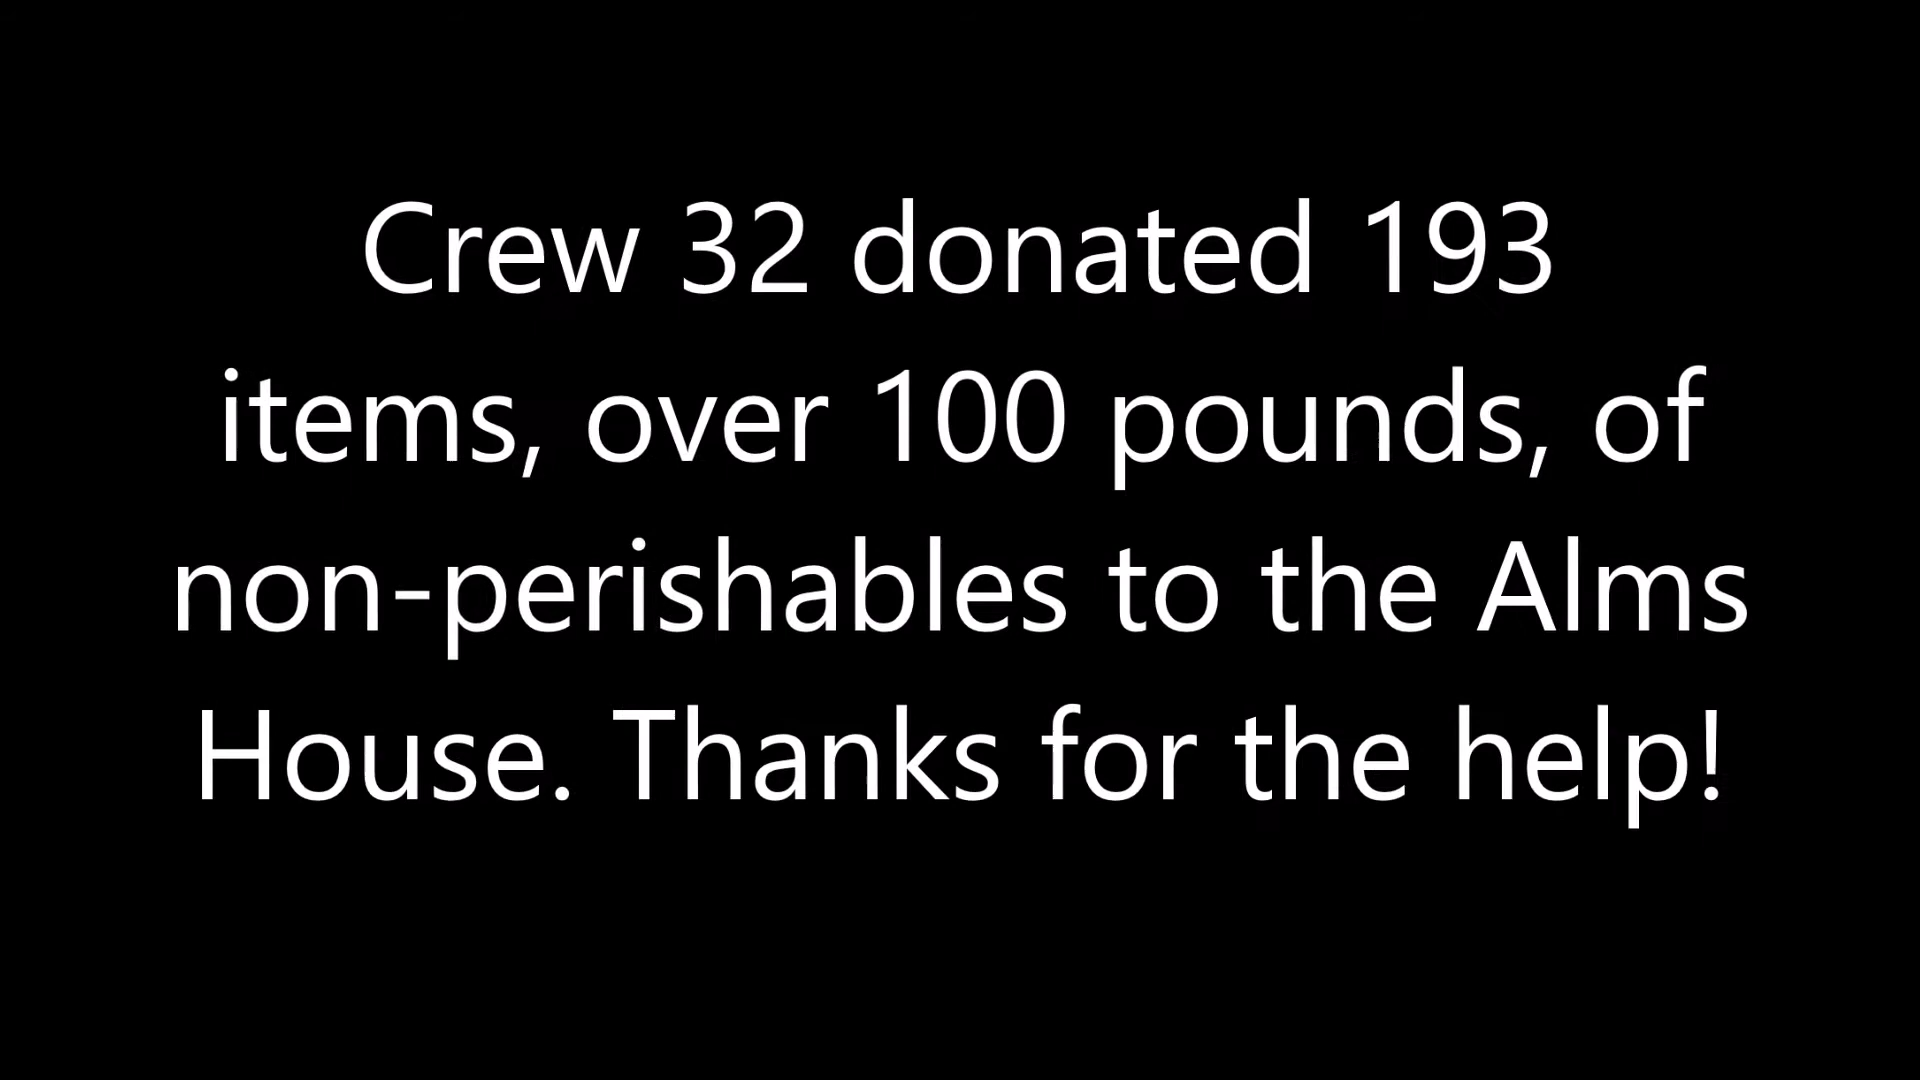 Crew 32 donated 193
items, over 100 pounds, of
non-perishables to the Alms
House. Thanks for the help!